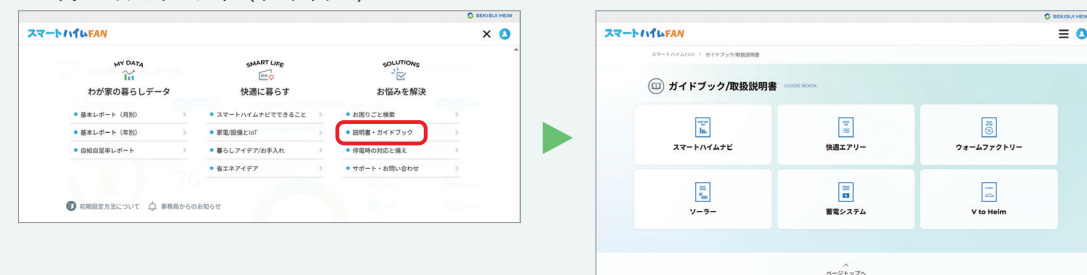 SEKISUI HEIM
スマートハイムFAN
MY DATA
わが家の暮らしデータ
基本レポート（月別）
基本レポート（年別）
自給自足率レポート
SMART LIFE
快適に暮らす
スマートハイムナビでできること
家電/設備とIoT
暮らしアイデア/お手入れ
省エネアイデア
SOLUTIONS
お悩みを解決
お困りごと検索
説明書・ガイドブック
停電時の対応と備え
サポート・お問い合わせ
初期設定方法について
事務局からのお知らせ
SEKISUI HEIM
スマートハイムFAN
スマートハイムFAN > ガイドブック/取扱説明書
ガイドブック/取扱説明書 GUIDE BOOK
スマートハイムナビ
快適エアリー
ウォームファクトリー
ソーラー
蓄電システム
V to Heim
ページトップへ